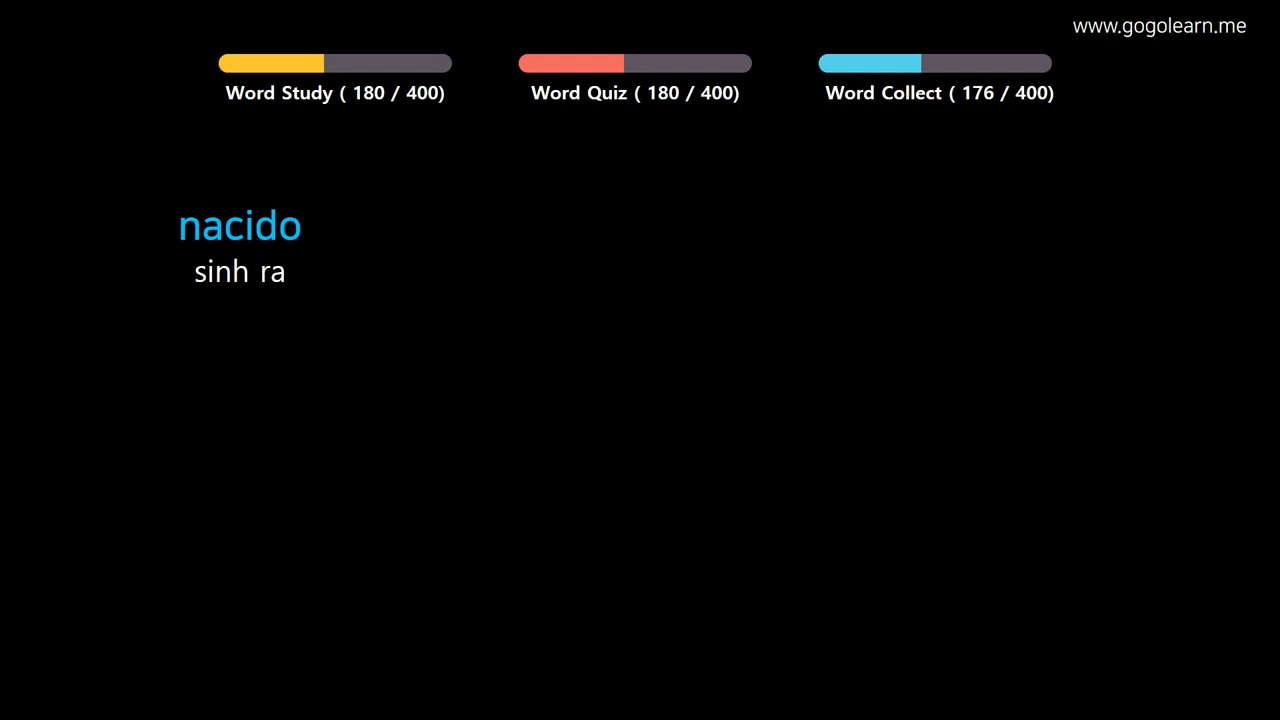 www.gogolearn.me
Word Study ( 180 / 400)
Word Quiz ( 180 / 400)
Word Collect ( 176 / 400)
nacido
sinh ra